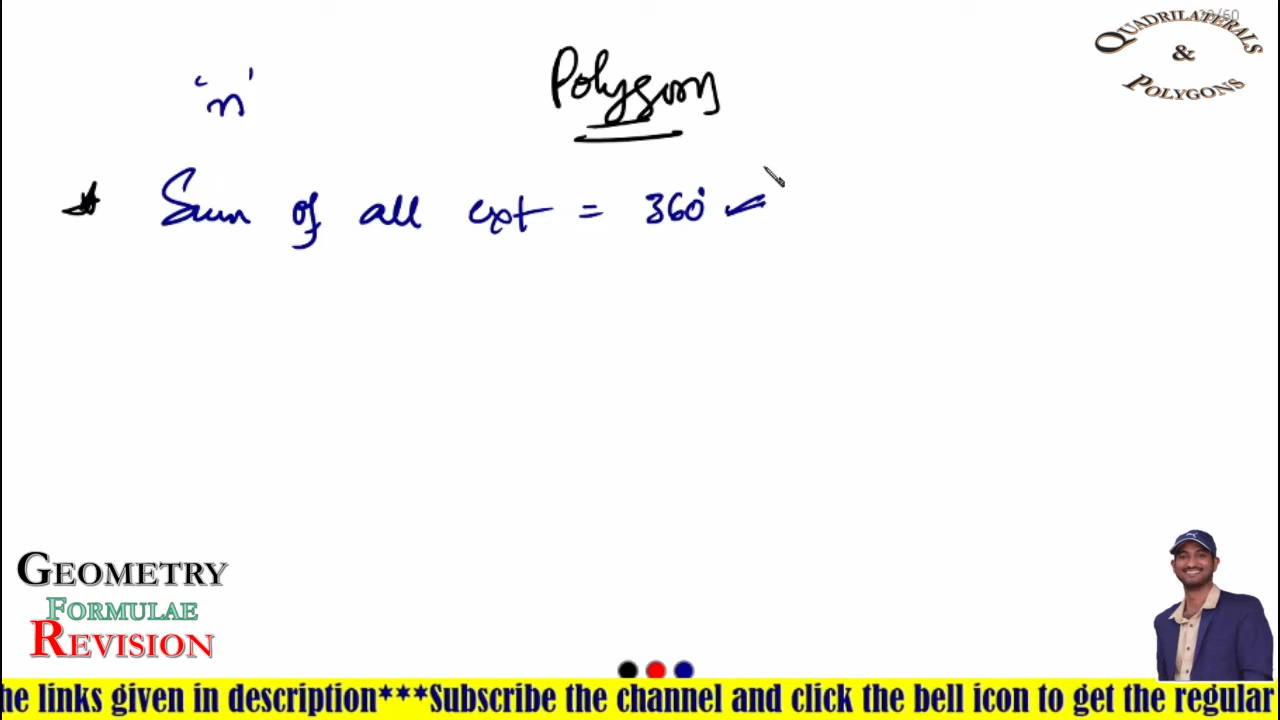 QUADRILATERALS
&
POLYGONS
'n'
Polygons
Sum of all ext = 360°
GEOMETRY
FORMULAE
REVISION
he links given in description***Subscribe the channel and click the bell icon to get the regular